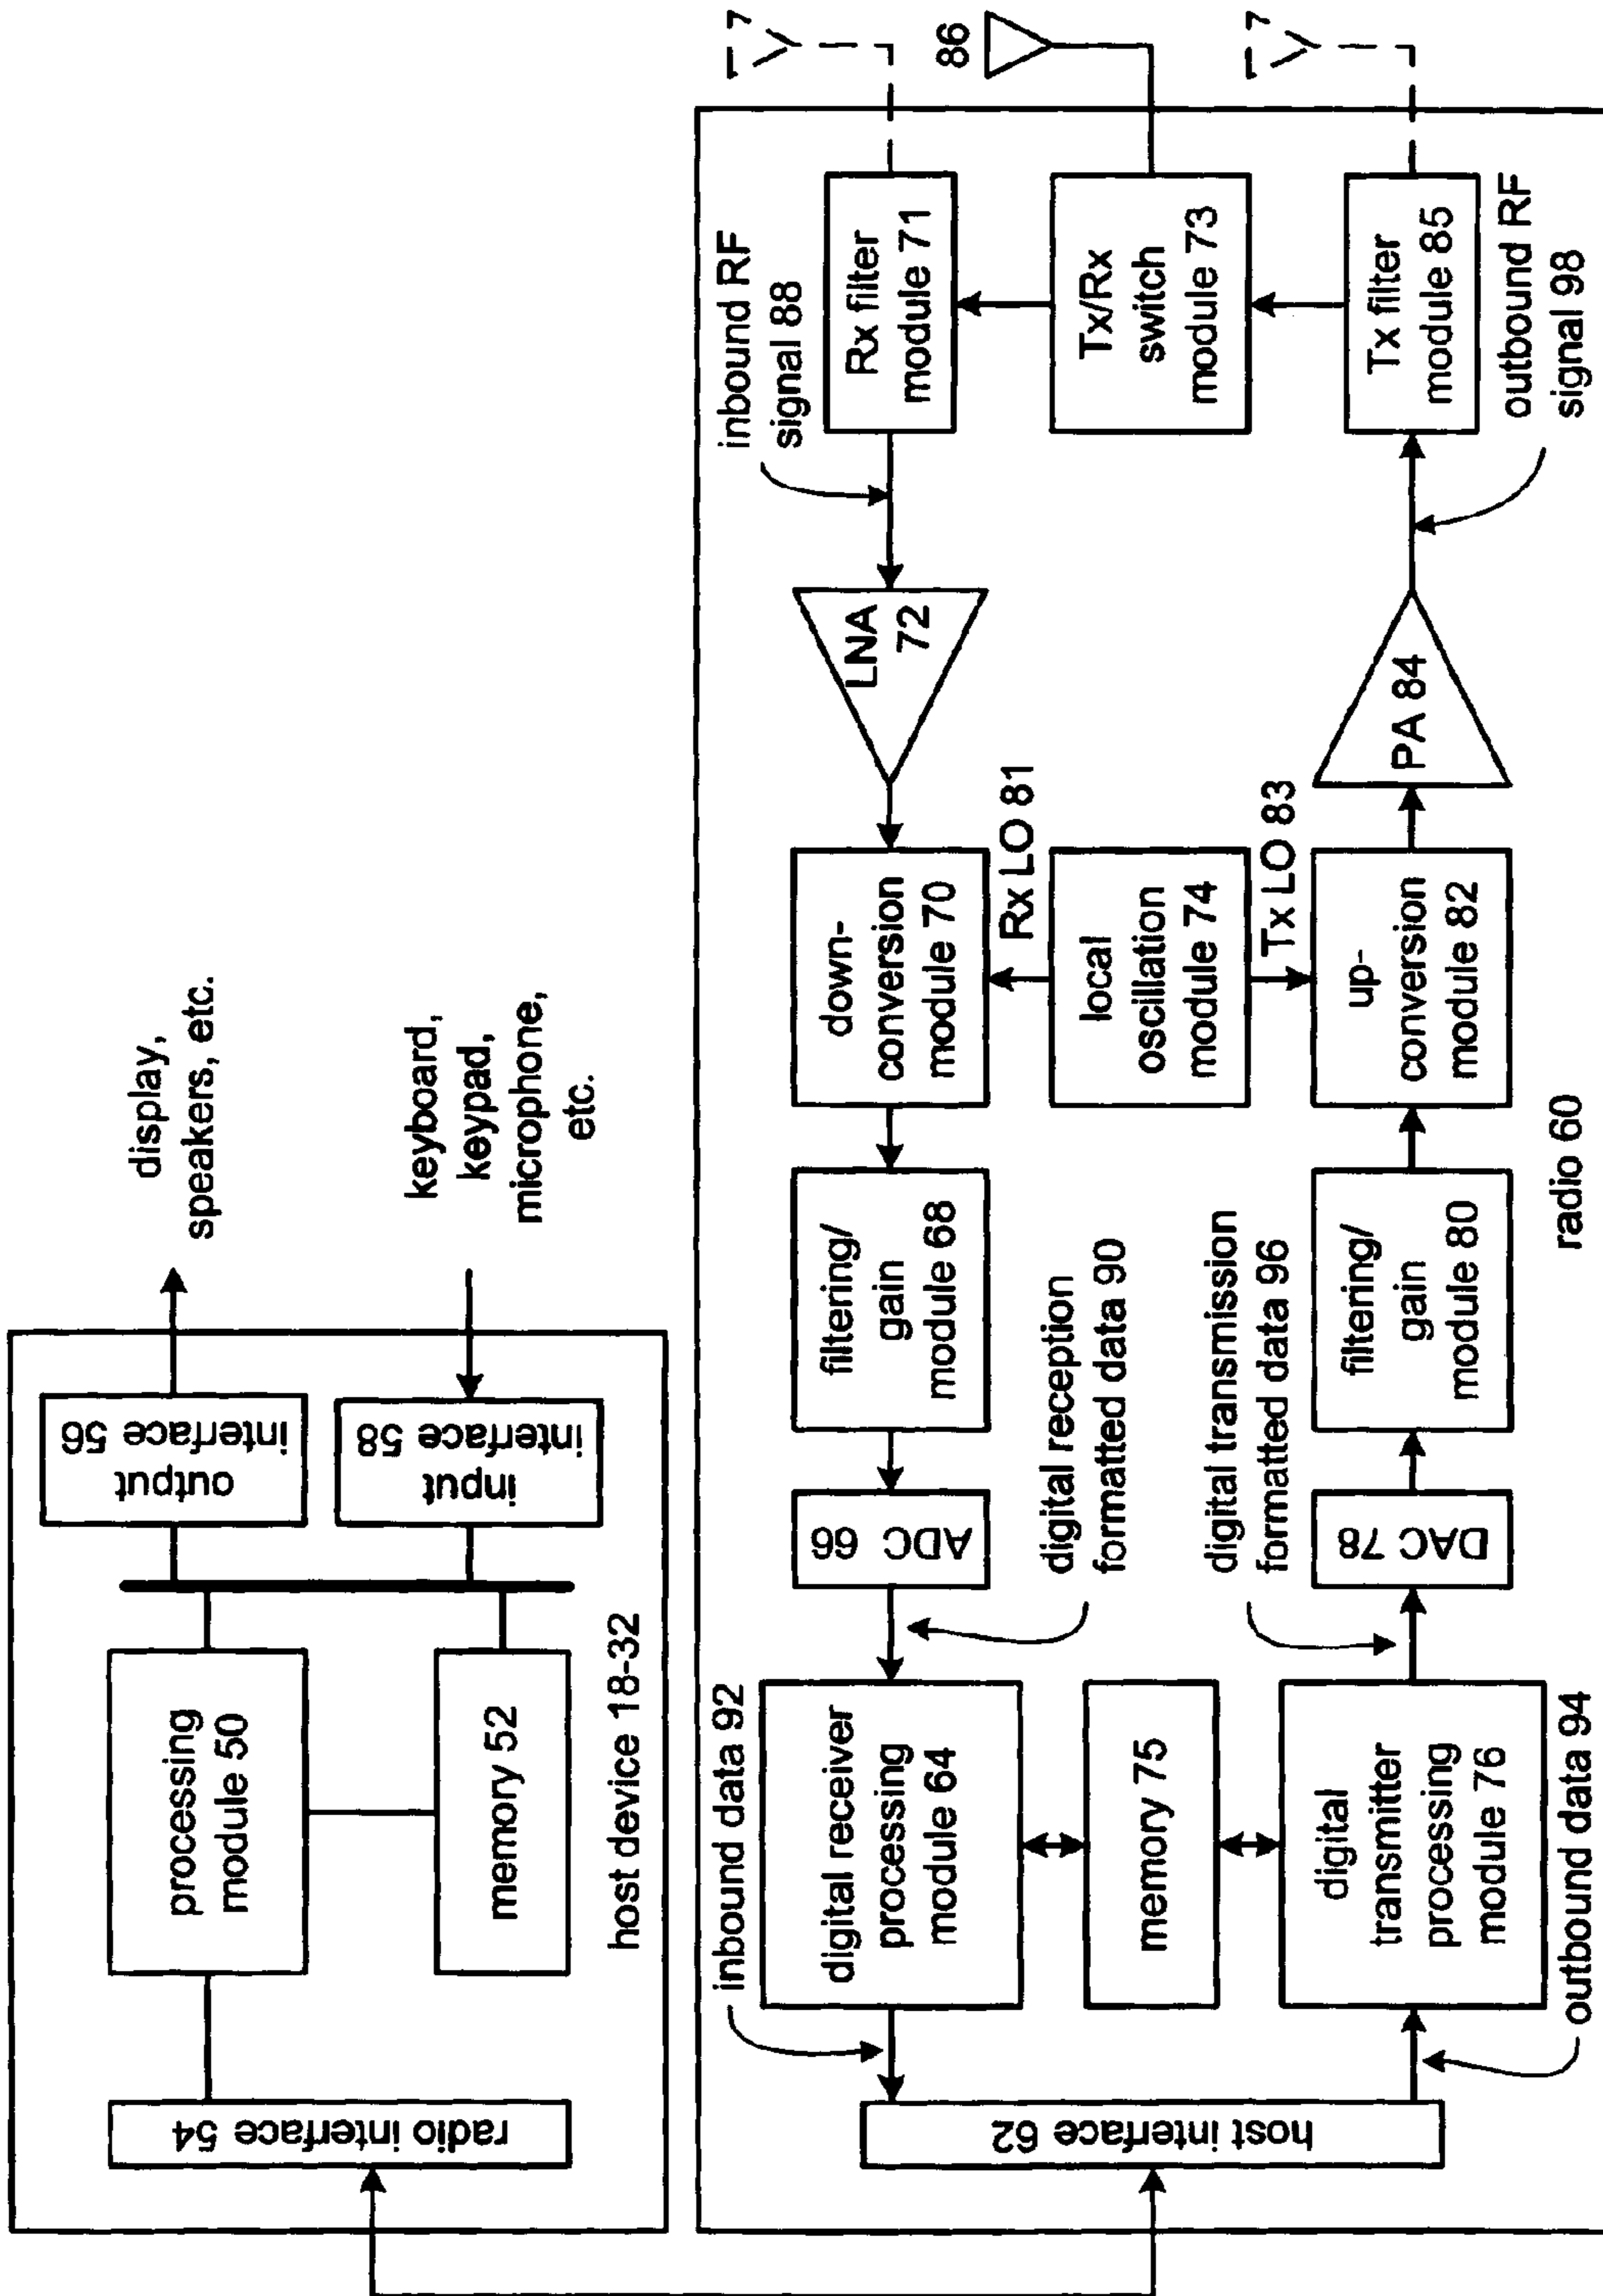 display,
speakers, etc.
keyboard,
keypad,
microphone,
etc.
output
interface 56
input
interface 58
processing
module 50
memory 52
radio interface 54
host device 18-32
86
inbound RF
signal 88
Rx filter
module 71
Tx/Rx
switch
module 73
Tx filter
module 85
outbound RF
signal 98
LNA
72
PA 84
down-
conversion
module 70
Rx LO 81
local
oscillation
module 74
Tx LO 83
up-
conversion
module 82
filtering/
gain
module 68
filtering/
gain
module 80
radio 60
ADC 66
digital reception
formatted data 90
digital transmission
formatted data 96
DAC 78
inbound data 92
digital receiver
processing
module 64
memory 75
digital
transmitter
processing
module 76
outbound data 94
host interface 62